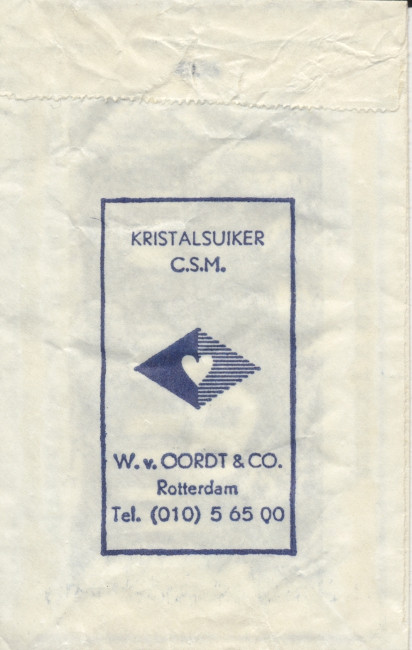 KRISTALSUIKER
C.S.M.
W. v. OORDT & CO.
Rotterdam
Tel. (010) 5 65 00